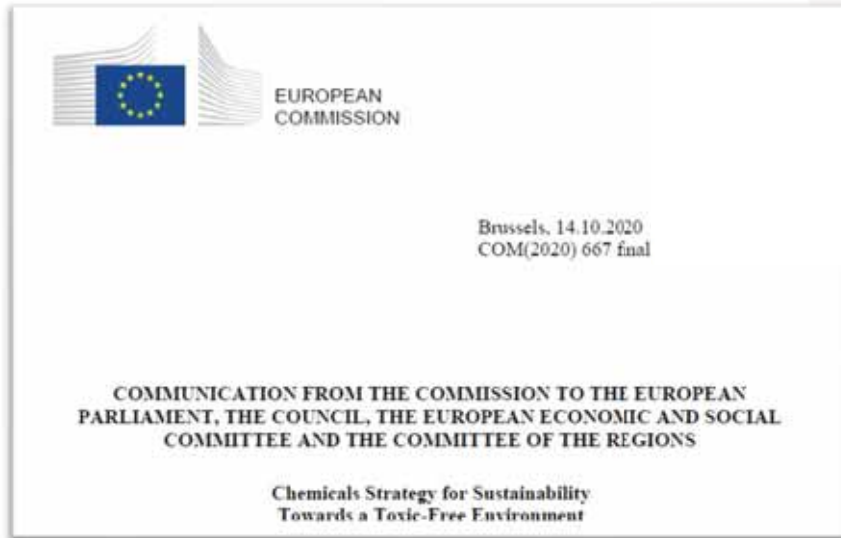 EUROPEAN
COMMISSION
Brussels, 14.10.2020
COM(2020) 667 final
COMMUNICATION FROM THE COMMISSION TO THE EUROPEAN
PARLIAMENT, THE COUNCIL, THE EUROPEAN ECONOMIC AND SOCIAL
COMMITTEE AND THE COMMITTEE OF THE REGIONS
Chemicals Strategy for Sustainability
Towards a Toxic-Free Environment